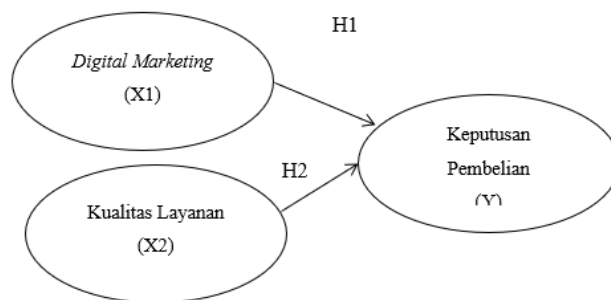 H1
Digital Marketing
(X1)
Keputusan
Pembelian
(Y)
H2
Kualitas Layanan
(X2)